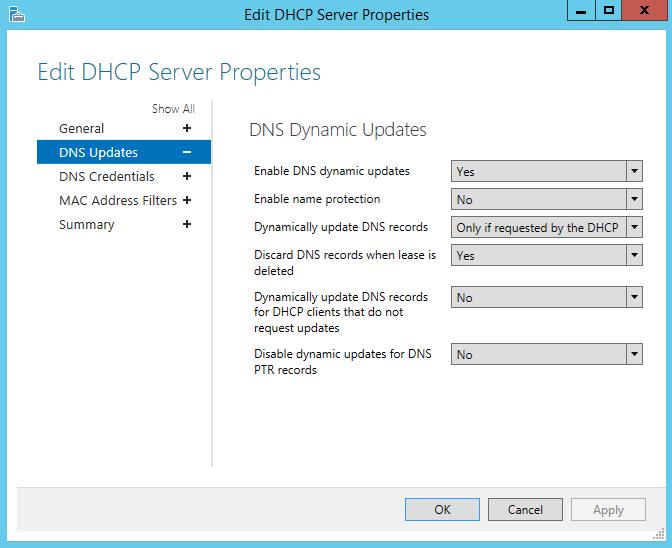 Edit DHCP Server Properties
Edit DHCP Server Properties
Show All
General +
DNS Updates −
DNS Credentials +
MAC Address Filters +
Summary +
DNS Dynamic Updates
Enable DNS dynamic updates Yes
Enable name protection No
Dynamically update DNS records Only if requested by the DHCP
Discard DNS records when lease is Yes
deleted
Dynamically update DNS records No
for DHCP clients that do not
request updates
Disable dynamic updates for DNS No
PTR records
OK Cancel Apply